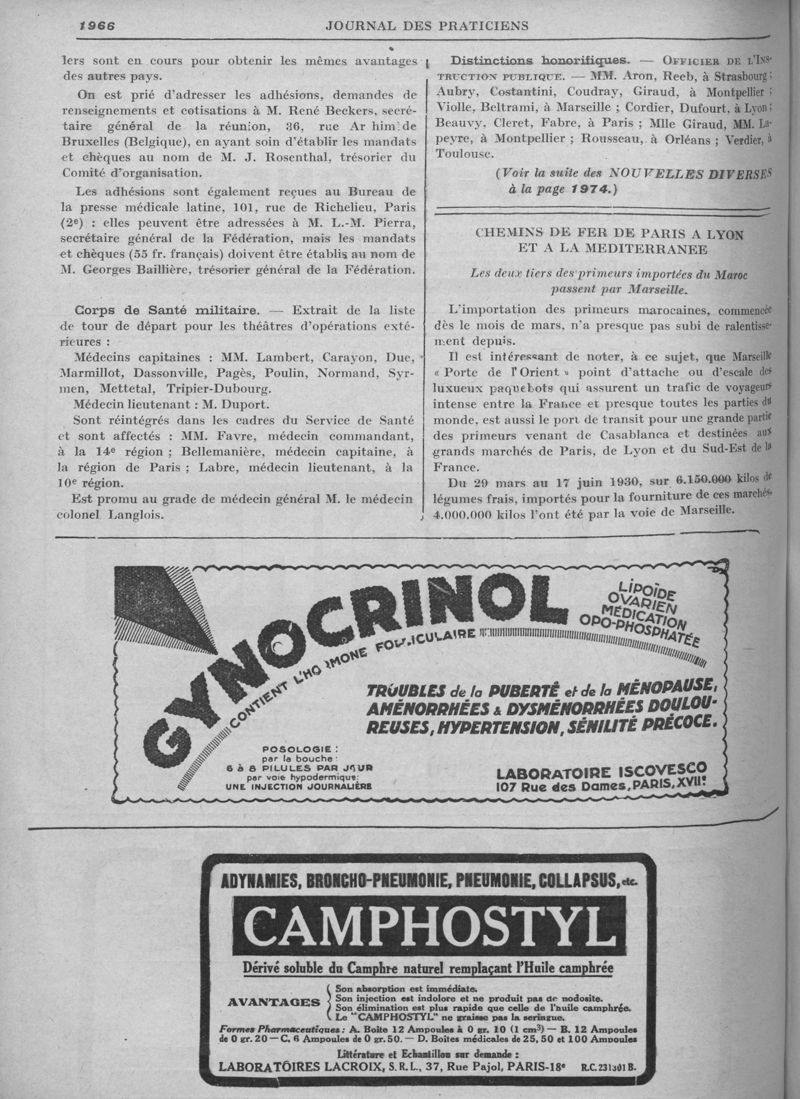 1966
JOURNAL DES PRATICIENS
lers sont en cours pour obtenir les mêmes avantages
des autres pays.
On est prié d'adresser les adhésions, demandes de
renseignements et cotisations à M. René Beckers, secré-
taire général de la réunion, 36, rue Ar him de
Bruxelles (Belgique), en ayant soin d'établir les mandats
et chèques au nom de M. J. Rosenthal, trésorier du
Comité d'organisation.
Les adhésions sont également reçues au Bureau de
la presse médicale latine, 101, rue de Richelieu, Paris
(2e) : elles peuvent être adressées à M. L.-M. Pierra,
secrétaire général de la Fédération, mais les mandats
et chèques (55 fr. français) doivent être établis au nom de
M. Georges Baillière, trésorier général de la Fédération.
Corps de Santé militaire. — Extrait de la liste
de tour de départ pour les théâtres d'opérations exté-
rieures :
Médecins capitaines : MM. Lambert, Carayon, Duc,
Marmillot, Dassonville, Pagès, Poulin, Normand, Syr-
men, Mettetal, Tripier-Dubourg.
Médecin lieutenant : M. Duport.
Sont réintégrés dans les cadres du Service de Santé
et sont affectés : MM. Favre, médecin commandant,
à la 14e région ; Bellemanière, médecin capitaine, à
la région de Paris ; Labre, médecin lieutenant, à la
10e région.
Est promu au grade de médecin général M. le médecin
colonel Langlois.
Distinctions honorifiques. — OFFICIER DE L'INS-
TRUCTION PUBLIQUE. — MM. Aron, Reeb, à Strasbourg ;
Aubry, Costantini, Coudray, Giraud, à Montpellier ;
Violle, Beltrami, à Marseille ; Cordier, Dufourt, à Lyon ;
Beauvy, Cleret, Fabre, à Paris ; Mlle Giraud, MM. La-
peyre, à Montpellier ; Rousseau, à Orléans ; Verdier, à
Toulouse.
(Voir la suite des NOUVELLES DIVERSES
à la page 1974.)
CHEMINS DE FER DE PARIS A LYON
ET A LA MEDITERRANEE
Les deux tiers des primeurs importées du Maroc
passent par Marseille.
L'importation des primeurs marocaines, commencée
dès le mois de mars, n'a presque pas subi de ralentisse-
ment depuis.
Il est intéressant de noter, à ce sujet, que Marseille
« Porte de l'Orient » point d'attache ou d'escale des
luxueux paquebots qui assurent un trafic de voyageurs
intense entre la France et presque toutes les parties du
monde, est aussi le port de transit pour une grande partie
des primeurs venant de Casablanca et destinées aux
grands marchés de Paris, de Lyon et du Sud-Est de la
France.
Du 29 mars au 17 juin 1930, sur 6.150.000 kilos de
légumes frais, importés pour la fourniture de ces marchés,
4.000.000 kilos l'ont été par la voie de Marseille.
GYNOCRINOL
LIPOÏDE
OVARIEN
MÉDICATION
OPO-PHOSPHATÉE
CONTIENT L'HORMONE FOLLICULAIRE
TROUBLES de la PUBERTÉ et de la MÉNOPAUSE,
AMÉNORRHÉES & DYSMÉNORRHÉES DOULOU-
REUSES, HYPERTENSION, SÉNILITÉ PRÉCOCE.
POSOLOGIE :
par la bouche :
6 à 8 PILULES PAR JOUR
par voie hypodermique:
UNE INJECTION JOURNALIÈRE
LABORATOIRE ISCOVESCO
107 Rue des Dames, PARIS, XVIIe
ADYNAMIES, BRONCHO-PNEUMONIE, PNEUMONIE, COLLAPSUS, etc.
CAMPHOSTYL
Dérivé soluble du Camphre naturel remplaçant l'Huile camphrée
AVANTAGES
Son absorption est immédiate.
Son injection est indolore et ne produit pas de nodosité.
Son élimination est plus rapide que celle de l'huile camphrée.
Le "CAMPHOSTYL" ne graisse pas la seringue.
Formes Pharmaceutiques : A. Boîte 12 Ampoules à 0 gr. 10 (1 cm3) — B. 12 Ampoules
de 0 gr. 20 — C. 6 Ampoules de 0 gr. 50. — D. Boîtes médicales de 25, 50 et 100 Ampoules
Littérature et Echantillon sur demande :
LABORATOIRES LACROIX, S.R.L., 37, Rue Pajol, PARIS-18e R.C. 231301 B.